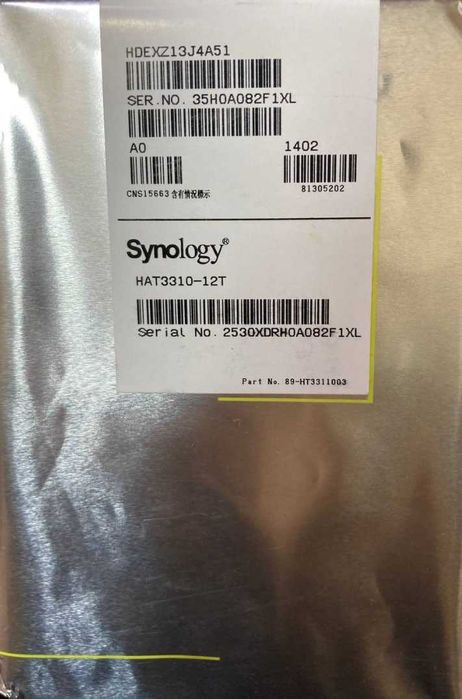 HDEXZ13J4A51
SER.NO. 35H0A082F1XL
A0 1402
CNS15663 含有情況標示 81305202
Synology®
HAT3310-12T
Serial No. 2530XDRH0A082F1XL
Part No. 89-HT3311003